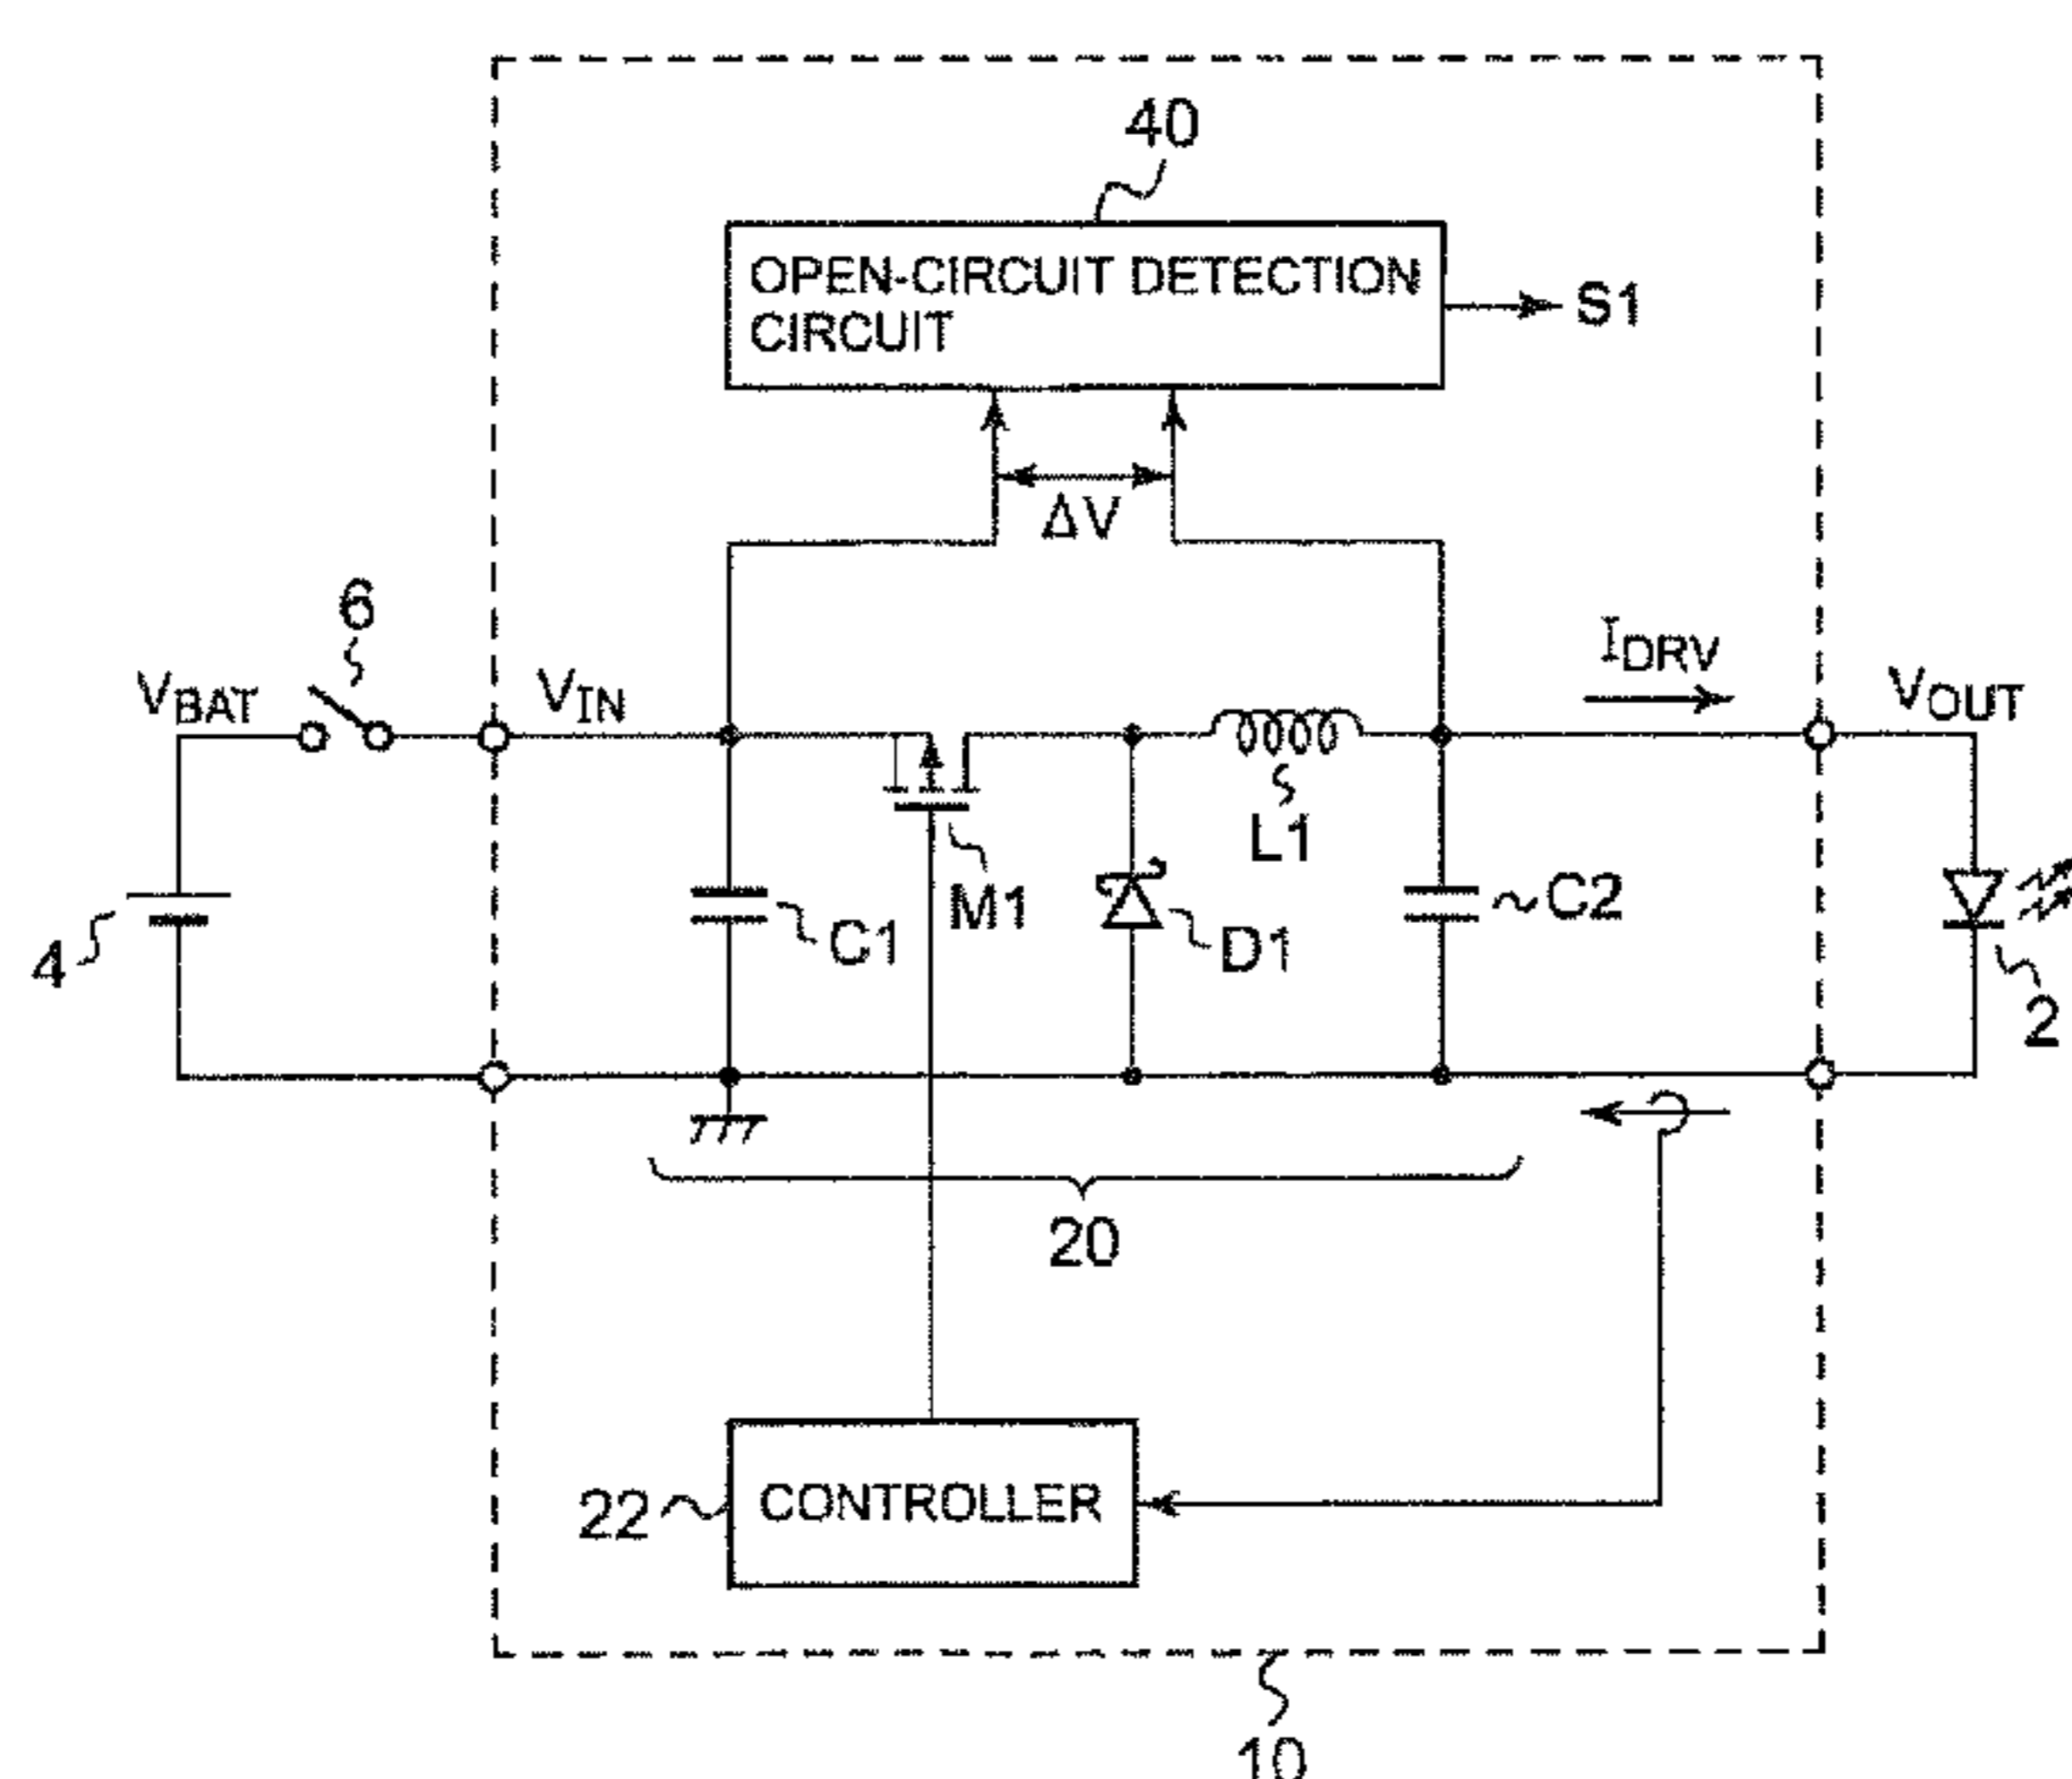 40
OPEN-CIRCUIT DETECTION
CIRCUIT
S1
ΔV
6
VBAT
VIN
IDRV
VOUT
L1
M1
C1
D1
C2
4
2
20
22
CONTROLLER
10